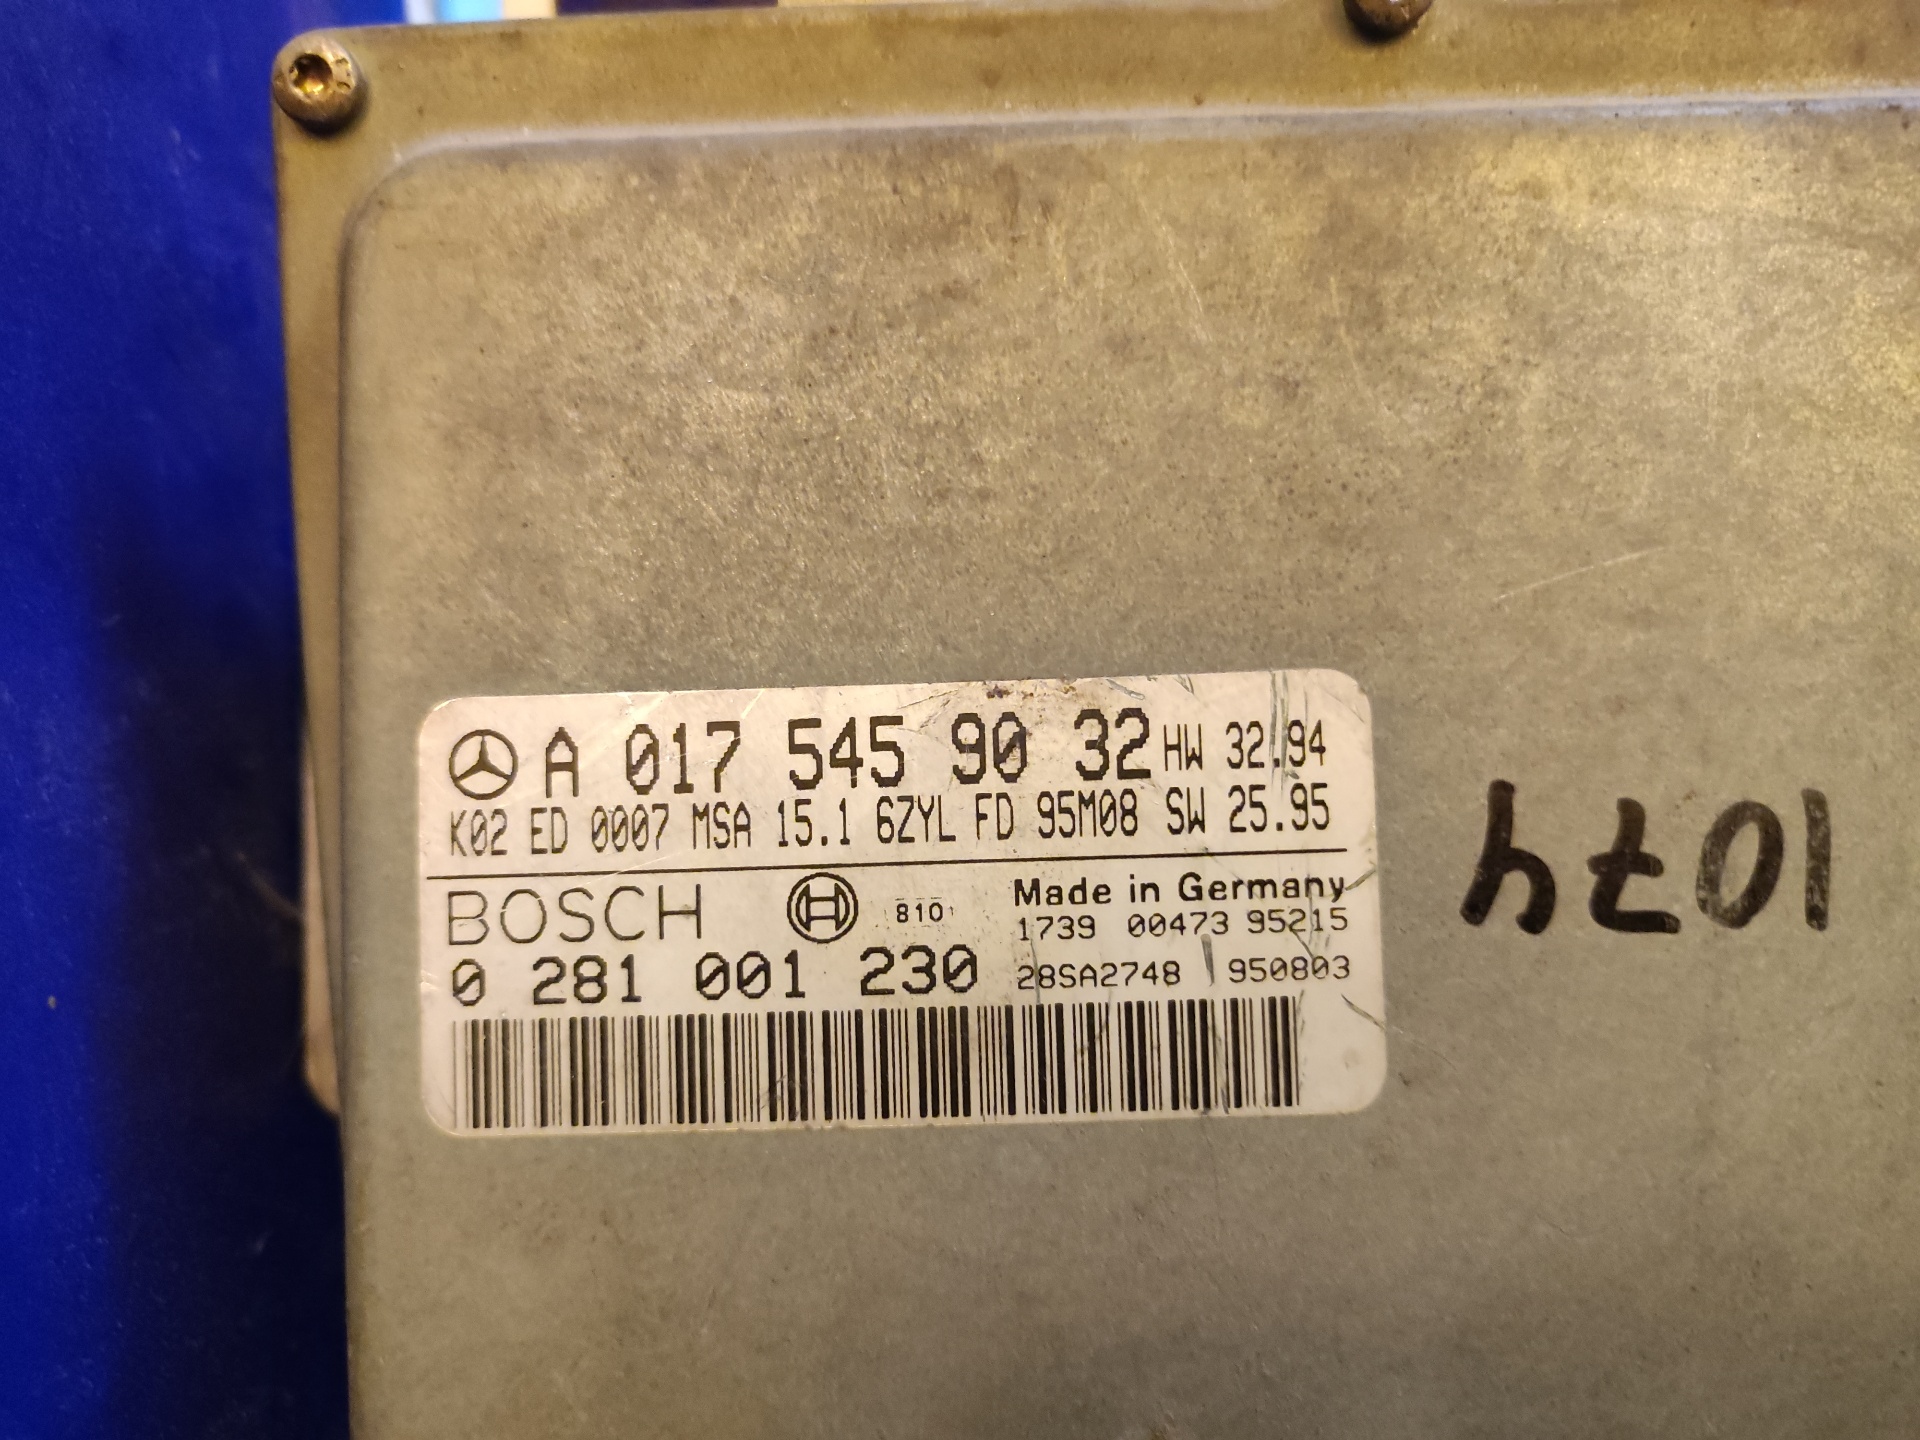 A 017 545 90 32 HW 32.94
K02 ED 0007 MSA 15.1 6ZYL FD 95M08 SW 25.95
BOSCH 810 Made in Germany
1739 00473 95215
0 281 001 230 28SA2748 950803
1074